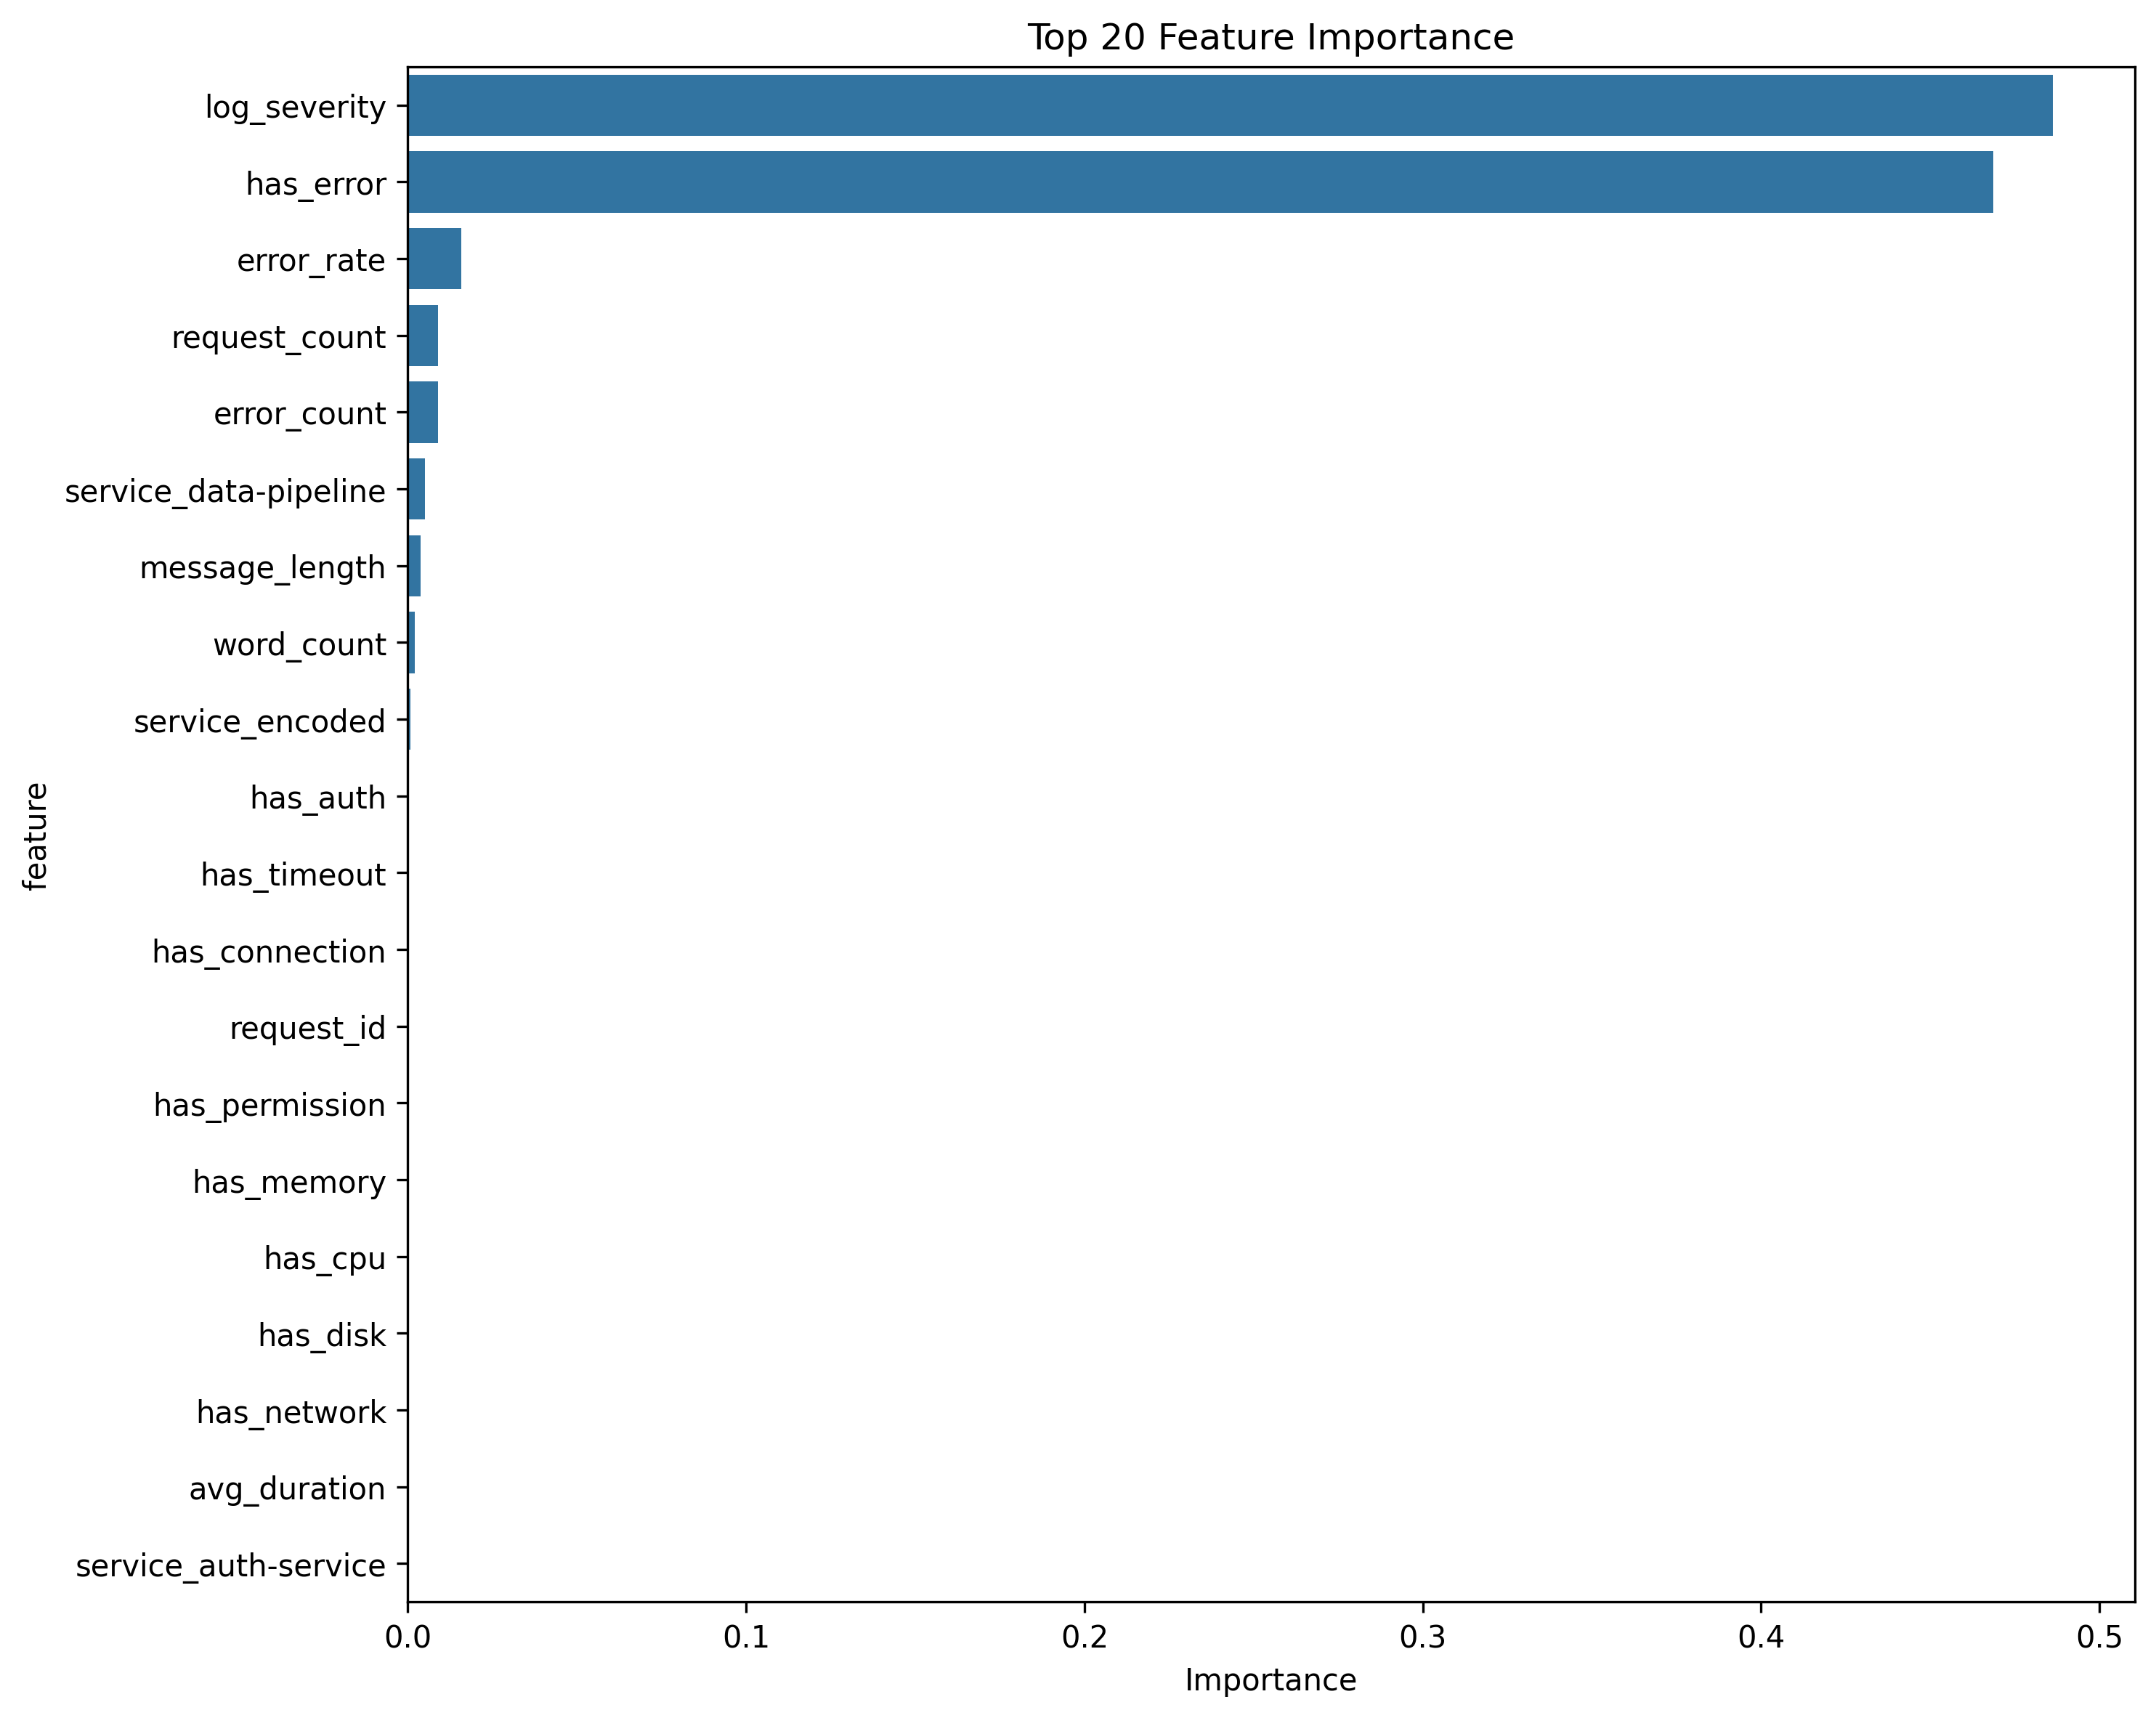 Top 20 Feature Importance
log_severity
has_error
error_rate
request_count
error_count
service_data-pipeline
message_length
word_count
service_encoded
has_auth
has_timeout
has_connection
request_id
has_permission
has_memory
has_cpu
has_disk
has_network
avg_duration
service_auth-service
feature
0.0 0.1 0.2 0.3 0.4 0.5
Importance